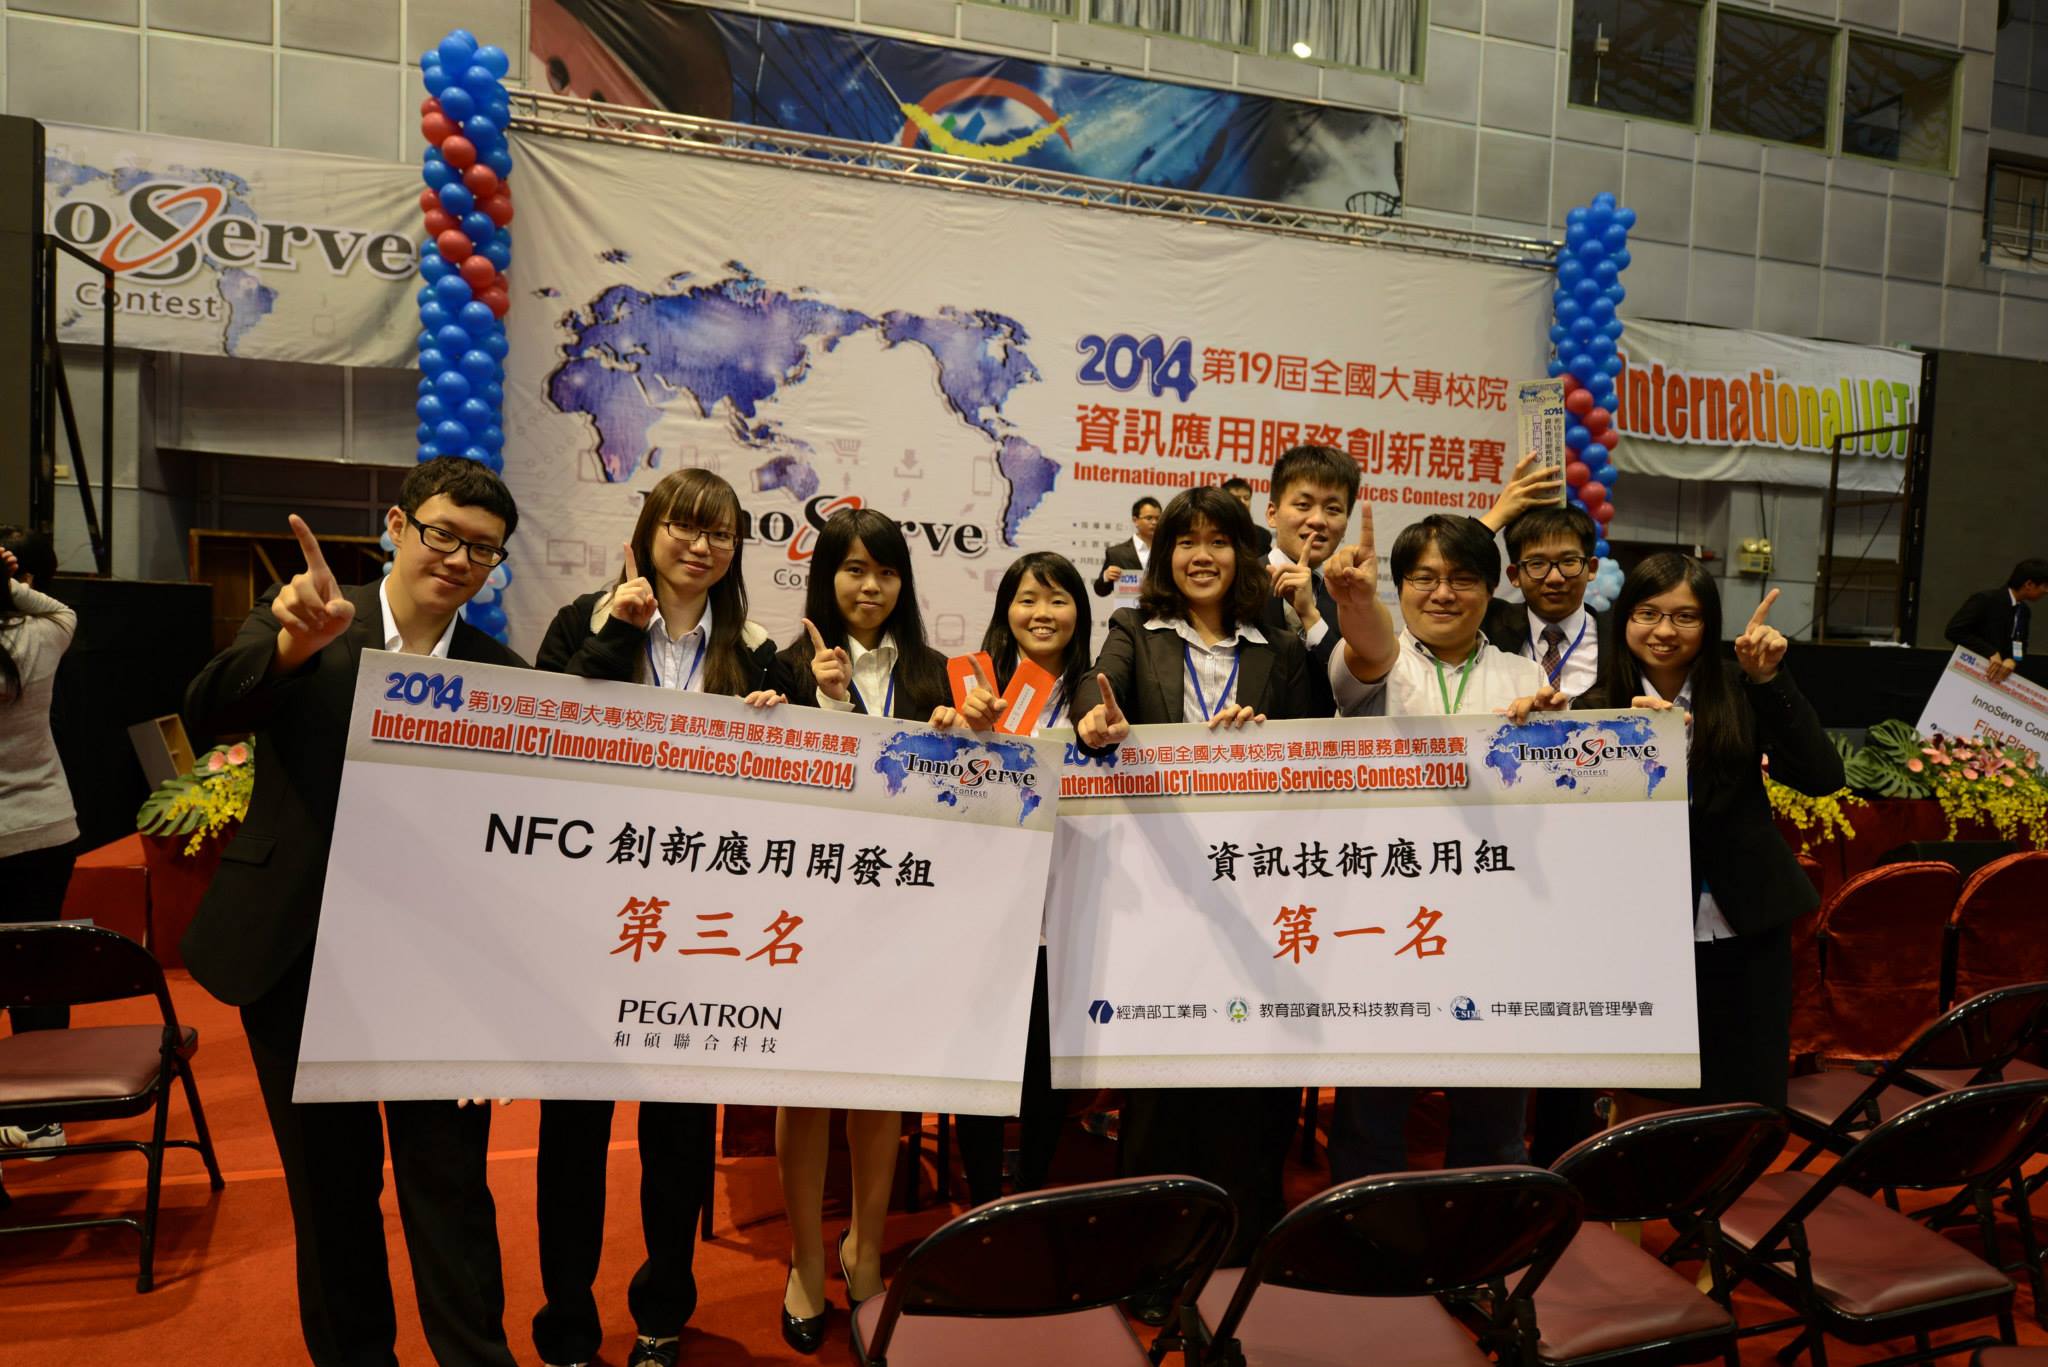 noServe
Contest
2014 第19屆全國大專校院
資訊應用服務創新競賽
International ICT Services Contest
International ICT
2014 第19屆全國大專校院 資訊應用服務創新競賽
International ICT Innovative Services Contest 2014
InnoServe
Contest
NFC 創新應用開發組
第三名
PEGATRON
和碩聯合科技
第19屆全國大專校院 資訊應用服務創新競賽
International ICT Innovative Services Contest 2014
InnoServe
Contest
資訊技術應用組
第一名
經濟部工業局、 教育部資訊及科技教育司、 CSIM 中華民國資訊管理學會
2014
InnoServe
First